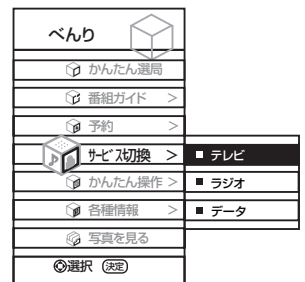 べんり
かんたん選局
番組ガイド >
予約 >
サービス切換 >
テレビ
かんたん操作 >
ラジオ
各種情報 >
データ
写真を見る
選択 決定